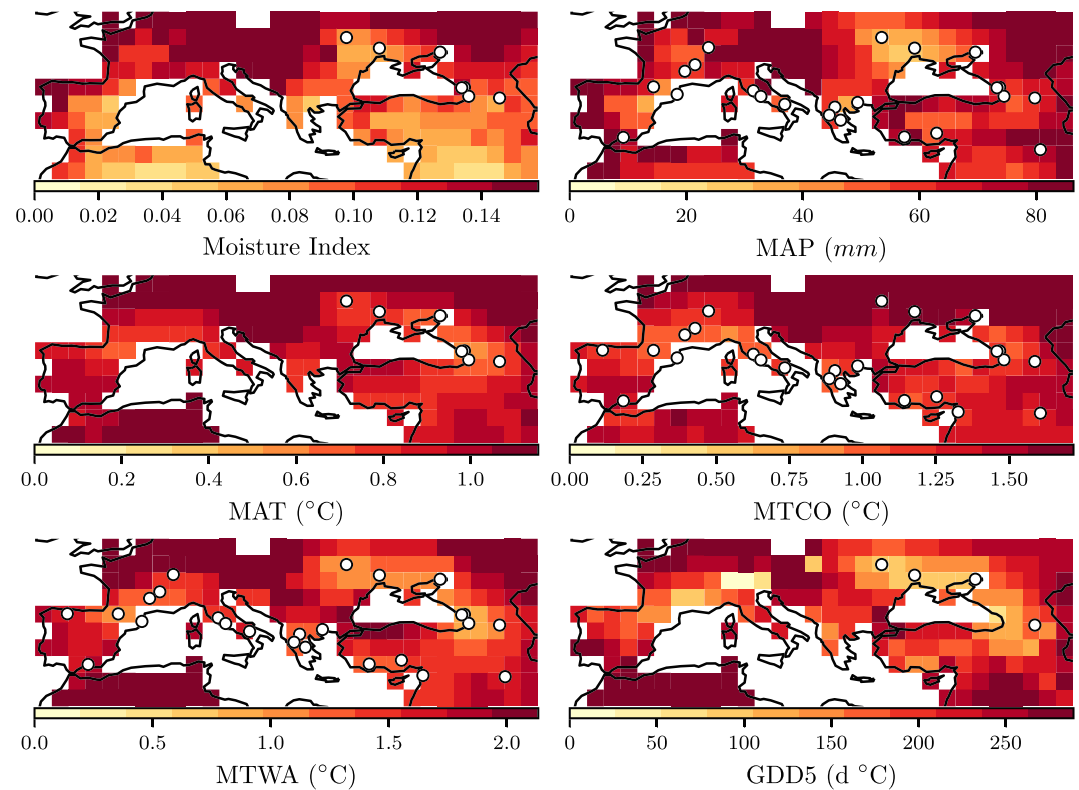 0.00 0.02 0.04 0.06 0.08 0.10 0.12 0.14
Moisture Index
0 20 40 60 80
MAP (mm)
0.0 0.2 0.4 0.6 0.8 1.0
MAT (°C)
0.00 0.25 0.50 0.75 1.00 1.25 1.50
MTCO (°C)
0.0 0.5 1.0 1.5 2.0
MTWA (°C)
0 50 100 150 200 250
GDD5 (d °C)